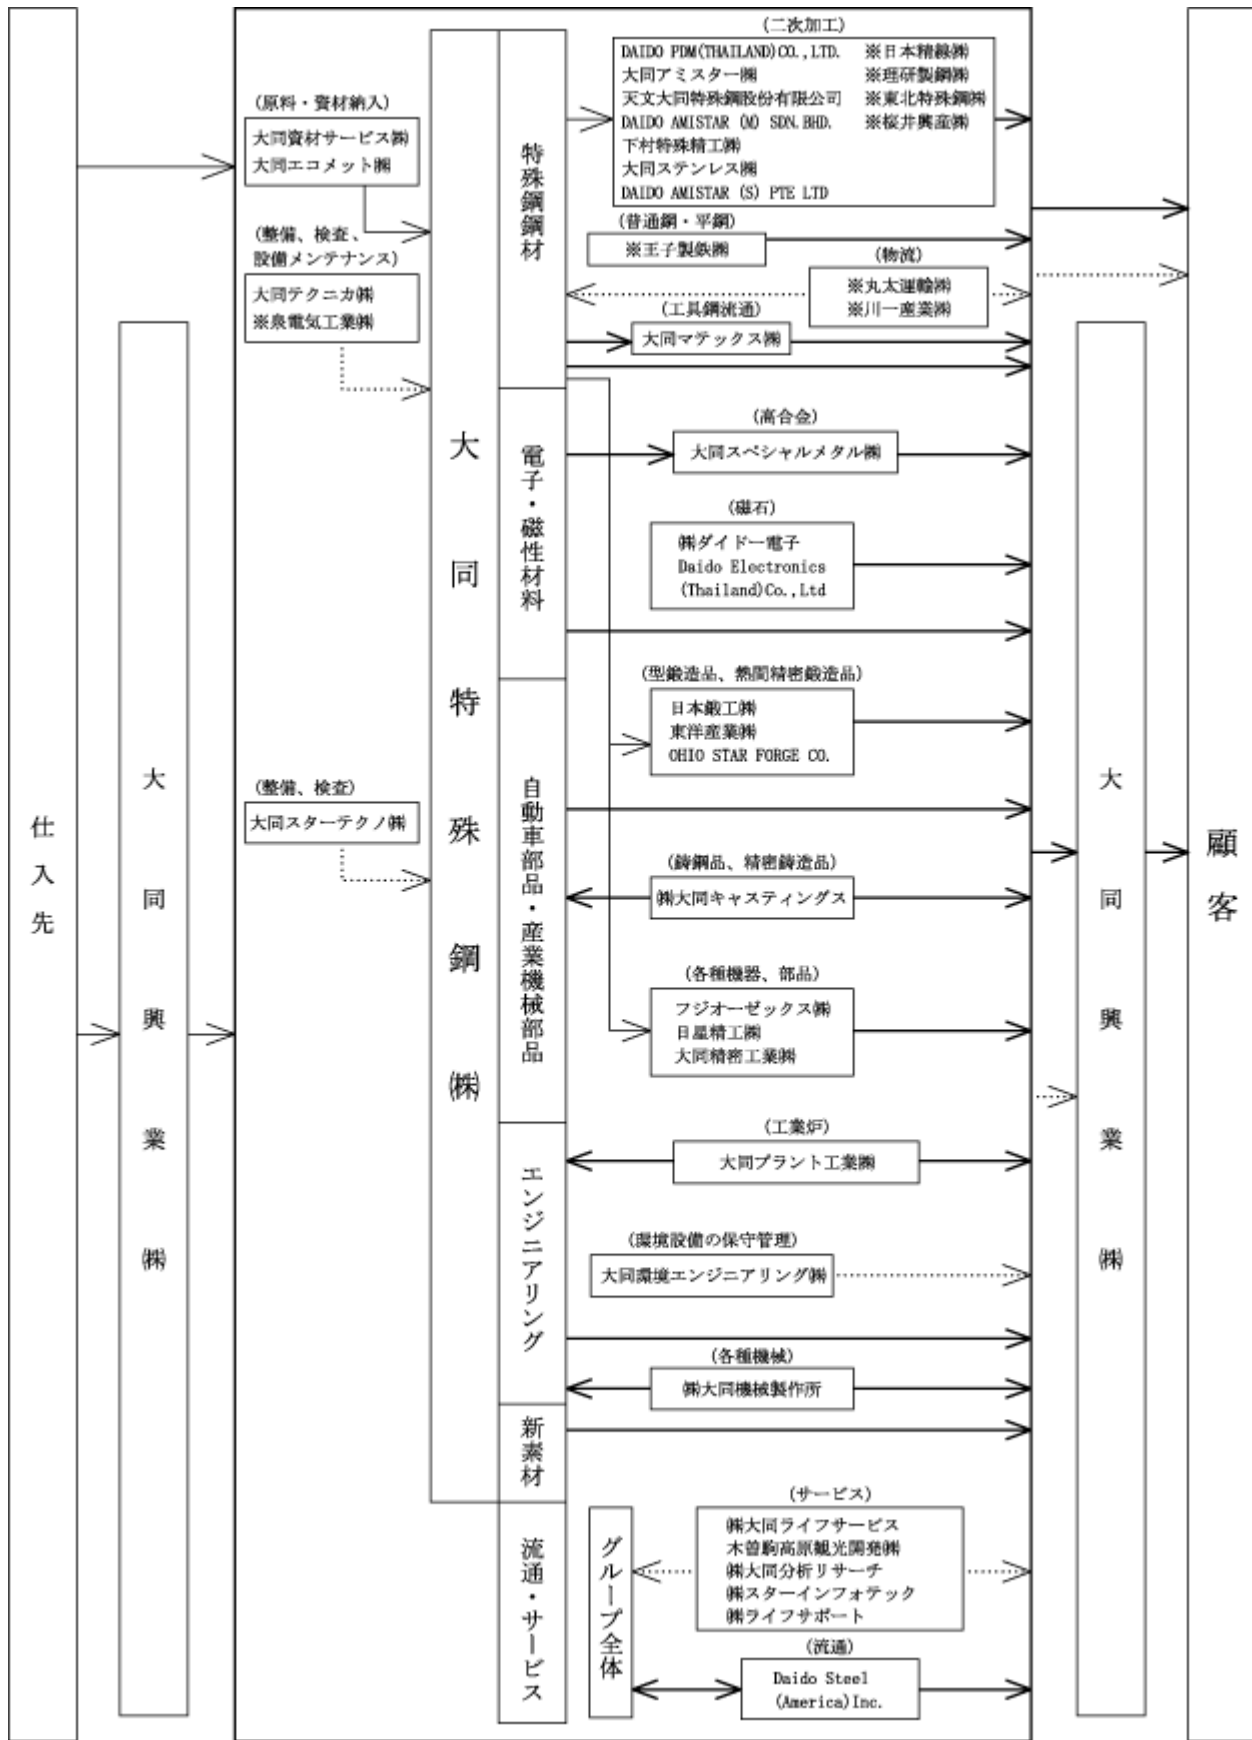 仕入先
大同興業㈱
(原料・資材納入)
大同資材サービス㈱
大同エコメット㈱
(整備、検査、
設備メンテナンス)
大同テクニカ㈱
※泉電気工業㈱
(整備、検査)
大同スターテクノ㈱
大同特殊鋼㈱
特殊鋼鋼材
(二次加工)
DAIDO PDM(THAILAND)CO.,LTD.
大同アミスター㈱
天文大同特殊鋼股份有限公司
DAIDO AMISTAR (M) SDN.BHD.
下村特殊精工㈱
大同ステンレス㈱
DAIDO AMISTAR (S) PTE LTD
※日本精線㈱
※理研製鋼㈱
※東北特殊鋼㈱
※桜井興産㈱
(普通鋼・平鋼)
※王子製鉄㈱
(物流)
※丸太運輸㈱
※川一産業㈱
(工具鋼流通)
大同マテックス㈱
電子・磁性材料
(高合金)
大同スペシャルメタル㈱
(磁石)
㈱ダイドー電子
Daido Electronics
(Thailand)Co.,Ltd
自動車部品・産業機械部品
(型鍛造品、熱間精密鍛造品)
日本鍛工㈱
東洋産業㈱
OHIO STAR FORGE CO.
(鋳鋼品、精密鋳造品)
㈱大同キャスティングス
(各種機器、部品)
フジオーゼックス㈱
日星精工㈱
大同精密工業㈱
エンジニアリング
(工業炉)
大同プラント工業㈱
(環境設備の保守管理)
大同環境エンジニアリング㈱
(各種機械)
㈱大同機械製作所
新素材
流通・サービス
グループ全体
(サービス)
㈱大同ライフサービス
木曽駒高原観光開発㈱
㈱大同分析リサーチ
㈱スターインフォテック
㈱ライフサポート
(流通)
Daido Steel
(America)Inc.
大同興業㈱
顧客